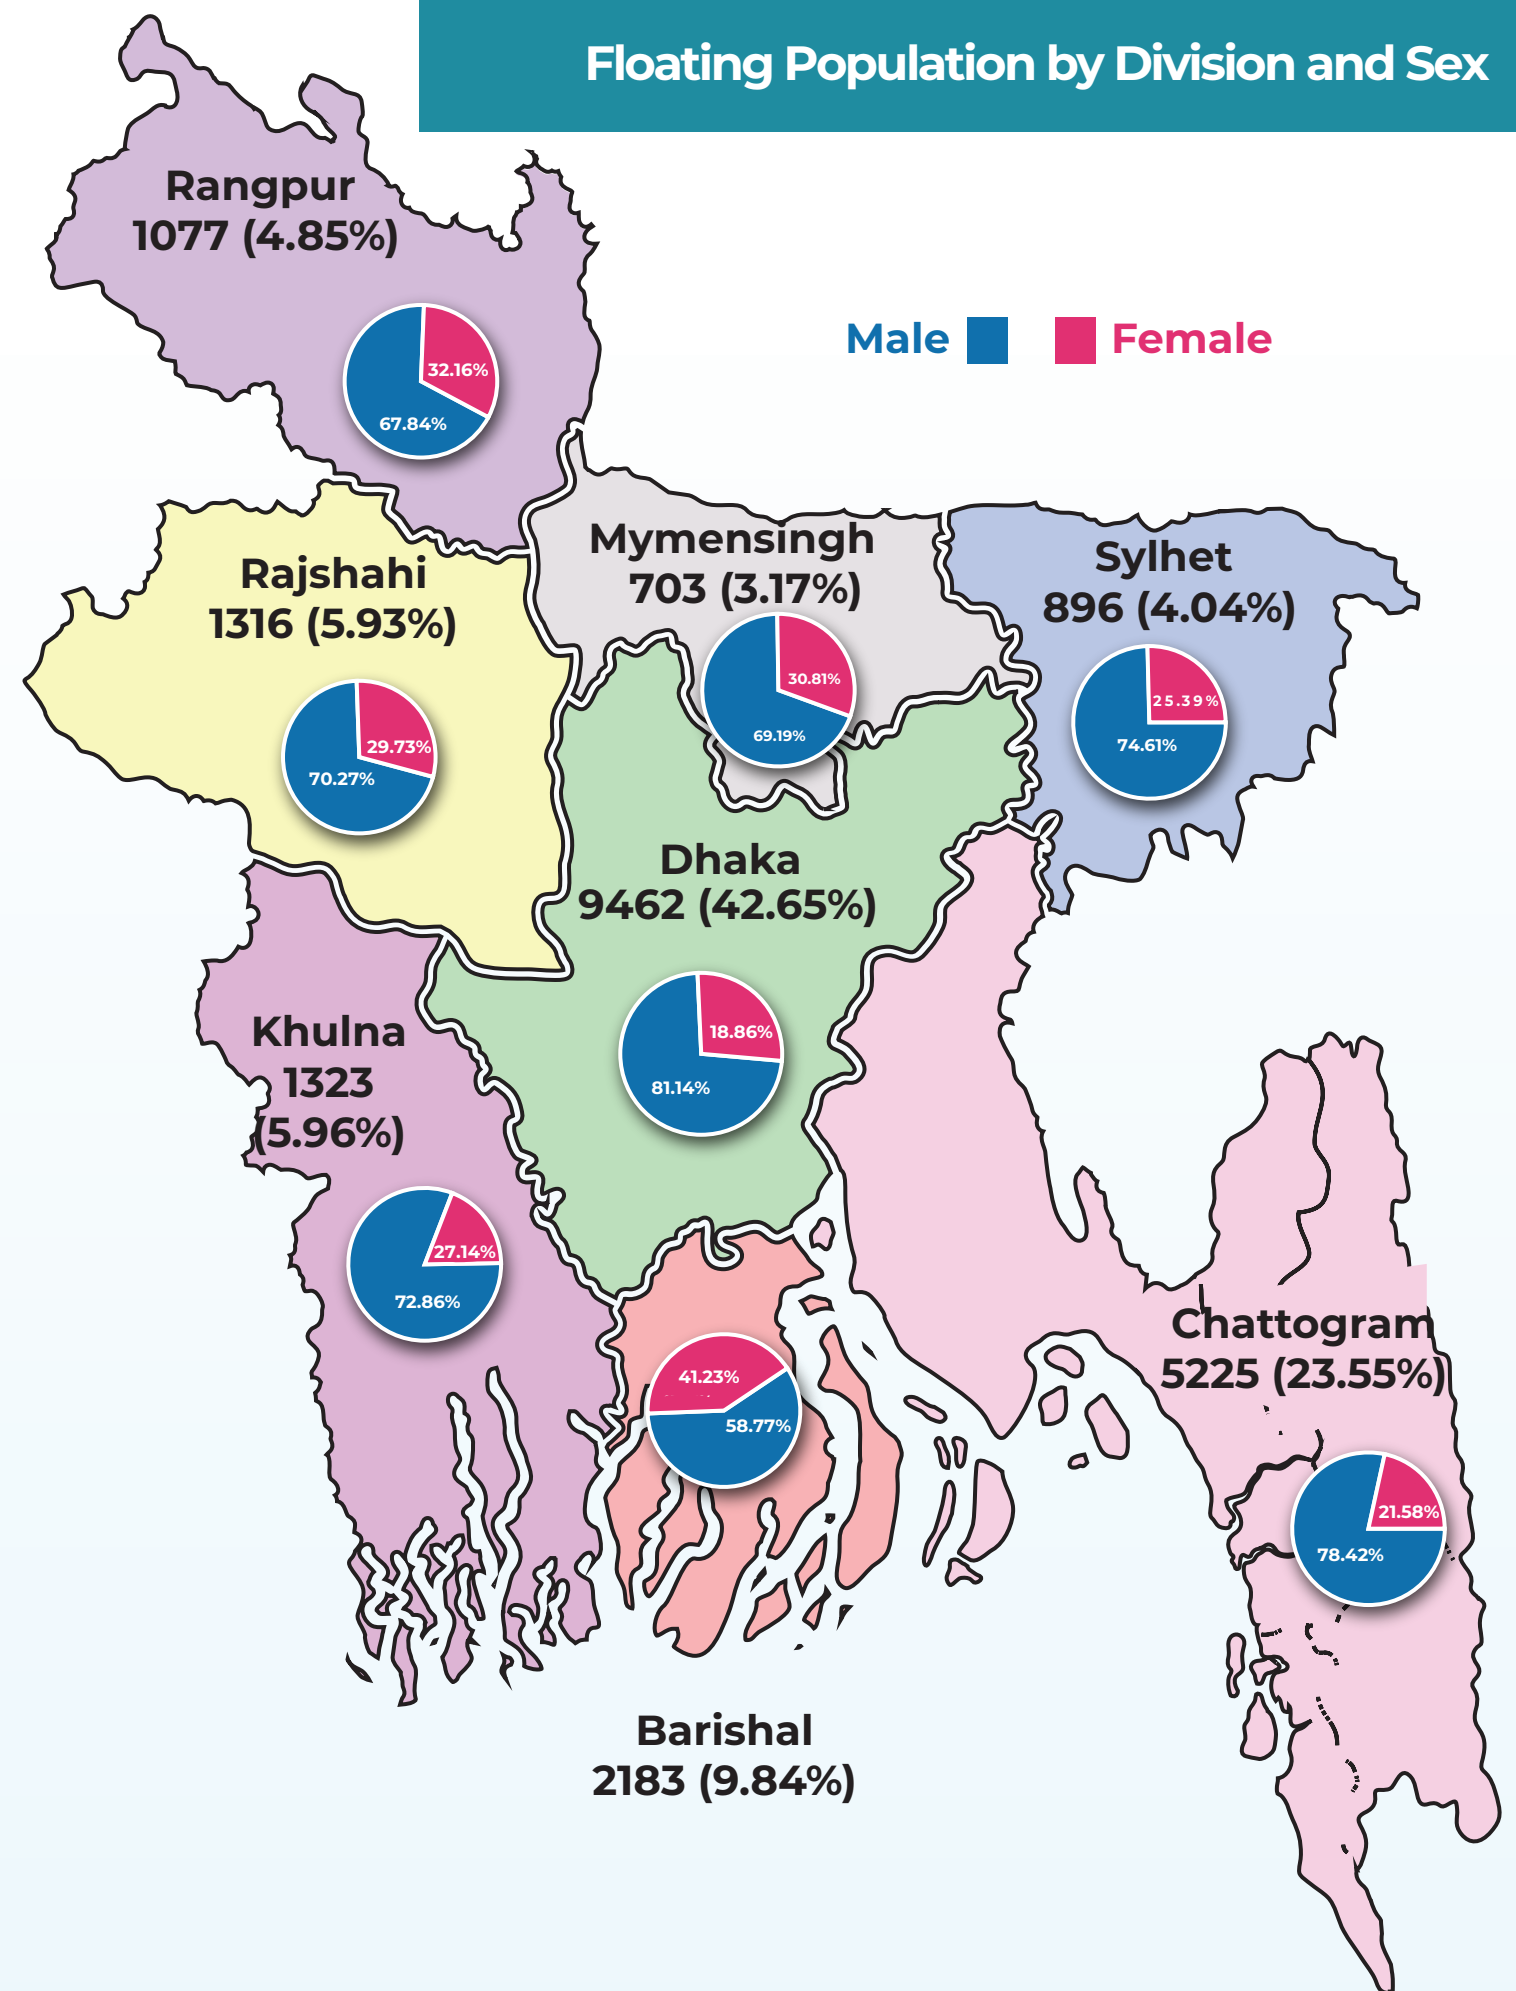 Floating Population by Division and Sex
Rangpur
1077 (4.85%)
32.16%
67.84%
Male
Female
Mymensingh
703 (3.17%)
30.81%
69.19%
Sylhet
896 (4.04%)
25.39%
74.61%
Rajshahi
1316 (5.93%)
29.73%
70.27%
Dhaka
9462 (42.65%)
18.86%
81.14%
Khulna
1323
(5.96%)
27.14%
72.86%
41.23%
58.77%
Chattogram
5225 (23.55%)
21.58%
78.42%
Barishal
2183 (9.84%)